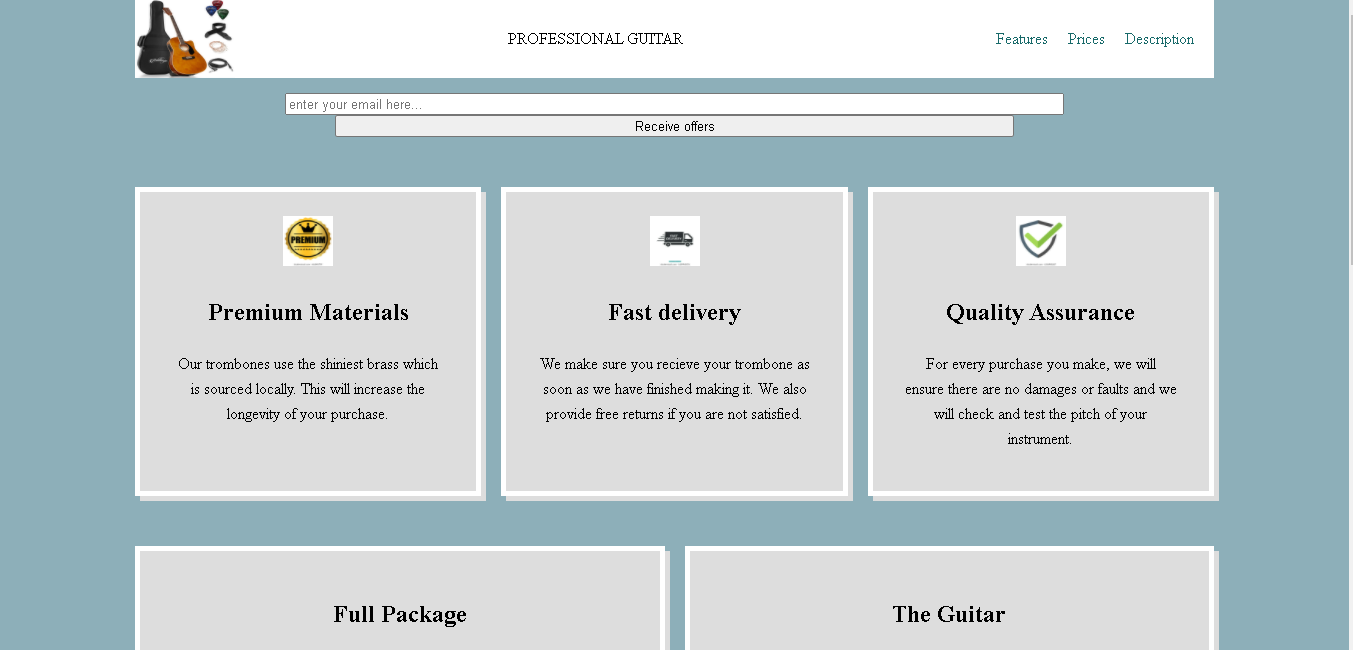 PROFESSIONAL GUITAR
Features Prices Description
enter your email here...
Receive offers
PREMIUM
Premium Materials
Our trombones use the shiniest brass which
is sourced locally. This will increase the
longevity of your purchase.
Fast delivery
We make sure you recieve your trombone as
soon as we have finished making it. We also
provide free returns if you are not satisfied.
Quality Assurance
For every purchase you make, we will
ensure there are no damages or faults and we
will check and test the pitch of your
instrument.
Full Package
The Guitar